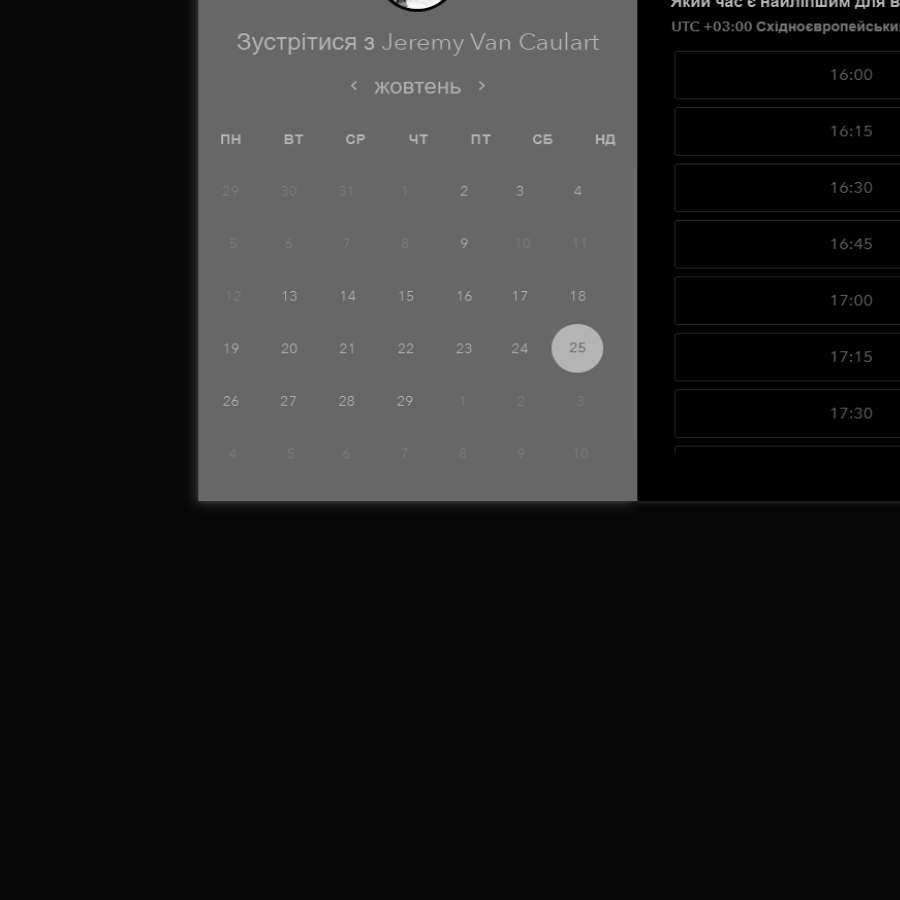 Зустрітися з Jeremy Van Caulart
жовтень
ПН ВТ СР ЧТ ПТ СБ НД
29 30 31 1 2 3 4
5 6 7 8 9 10 11
12 13 14 15 16 17 18
19 20 21 22 23 24 25
26 27 28 29 1 2 3
4 5 6 7 8 9 10
Який час є найліпшим для в
UTC +03:00 Східноєвропейськи
16:00
16:15
16:30
16:45
17:00
17:15
17:30